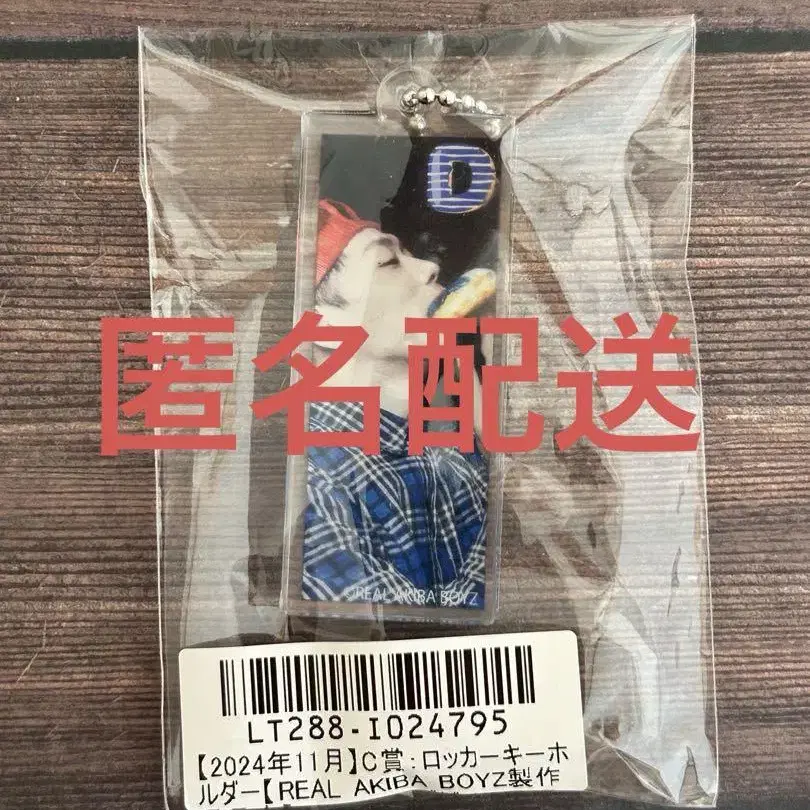 D
匿名配送
©REAL AKIBA BOYZ
LT288-I024795
【2024年11月】C賞:ロッカーキーホ
ルダー【REAL AKIBA BOYZ製作